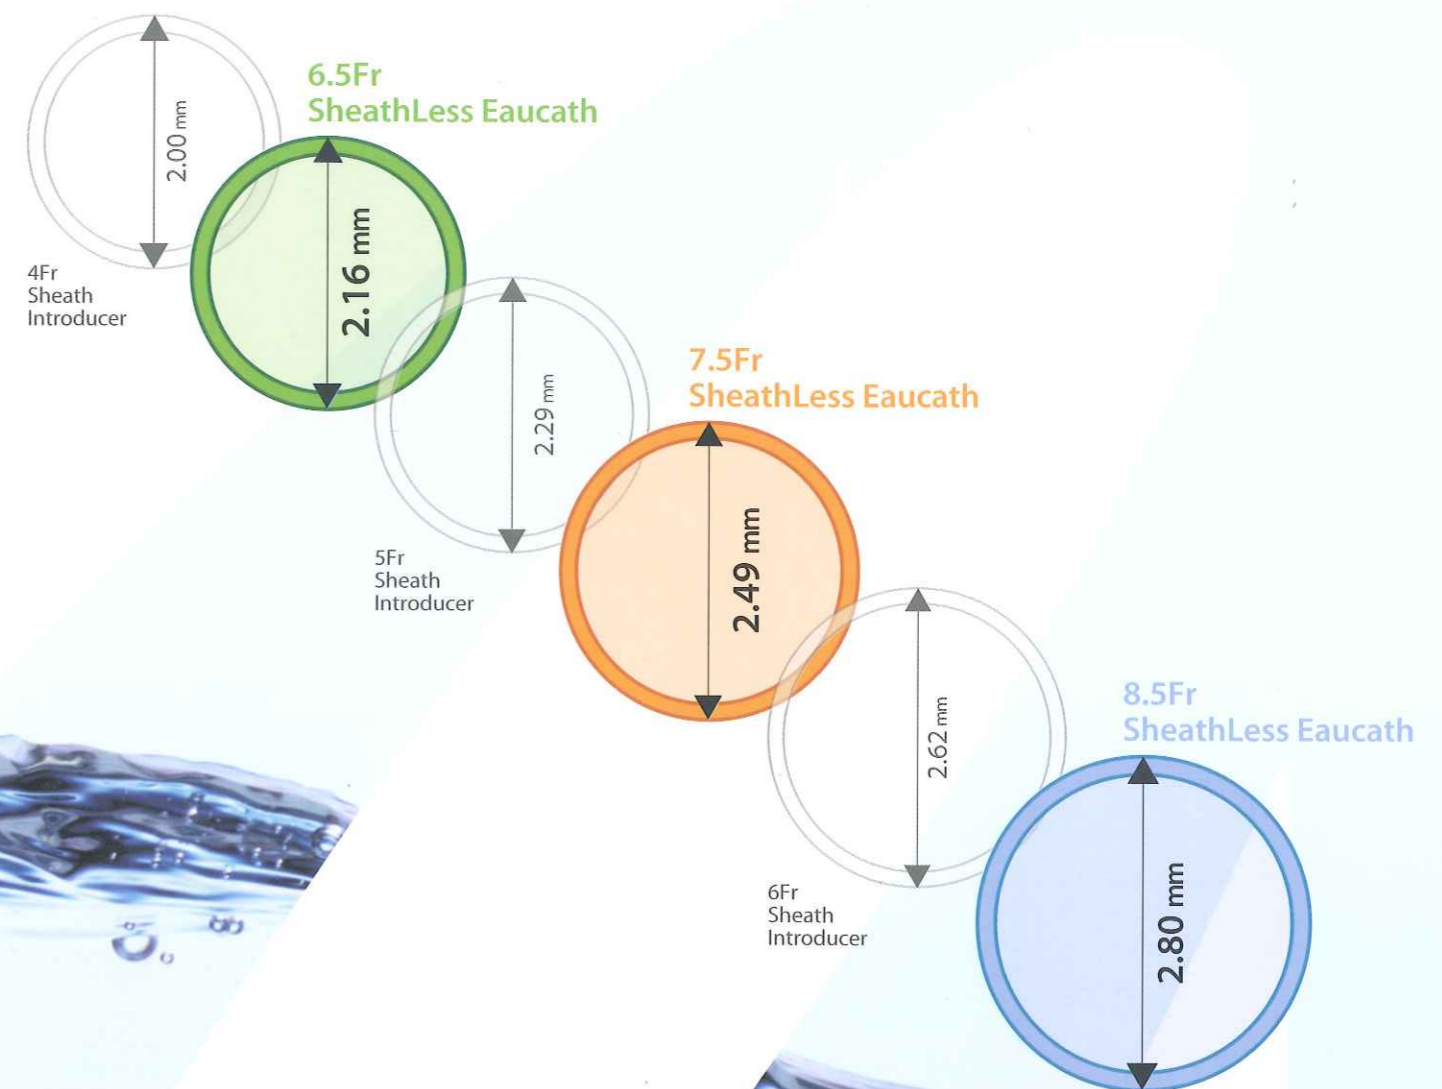 2.00 mm
4Fr
Sheath
Introducer
6.5Fr
SheathLess Eaucath
2.16 mm
2.29 mm
5Fr
Sheath
Introducer
7.5Fr
SheathLess Eaucath
2.49 mm
2.62 mm
6Fr
Sheath
Introducer
8.5Fr
SheathLess Eaucath
2.80 mm